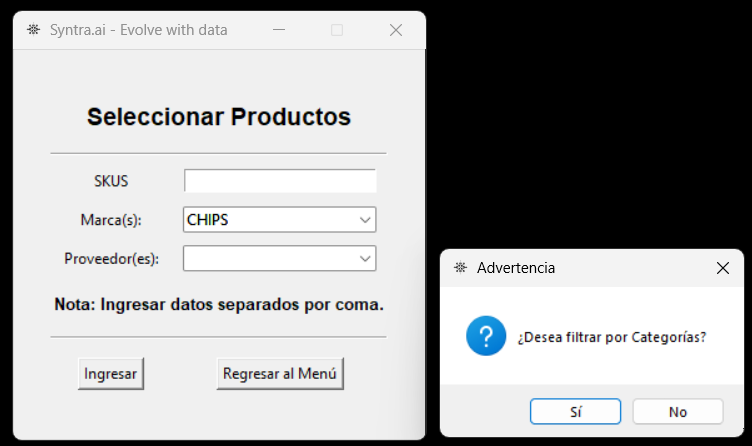 Syntra.ai - Evolve with data
Seleccionar Productos
SKUS
Marca(s):
CHIPS
Proveedor(es):
Nota: Ingresar datos separados por coma.
Ingresar
Regresar al Menú
Advertencia
¿Desea filtrar por Categorías?
Sí
No